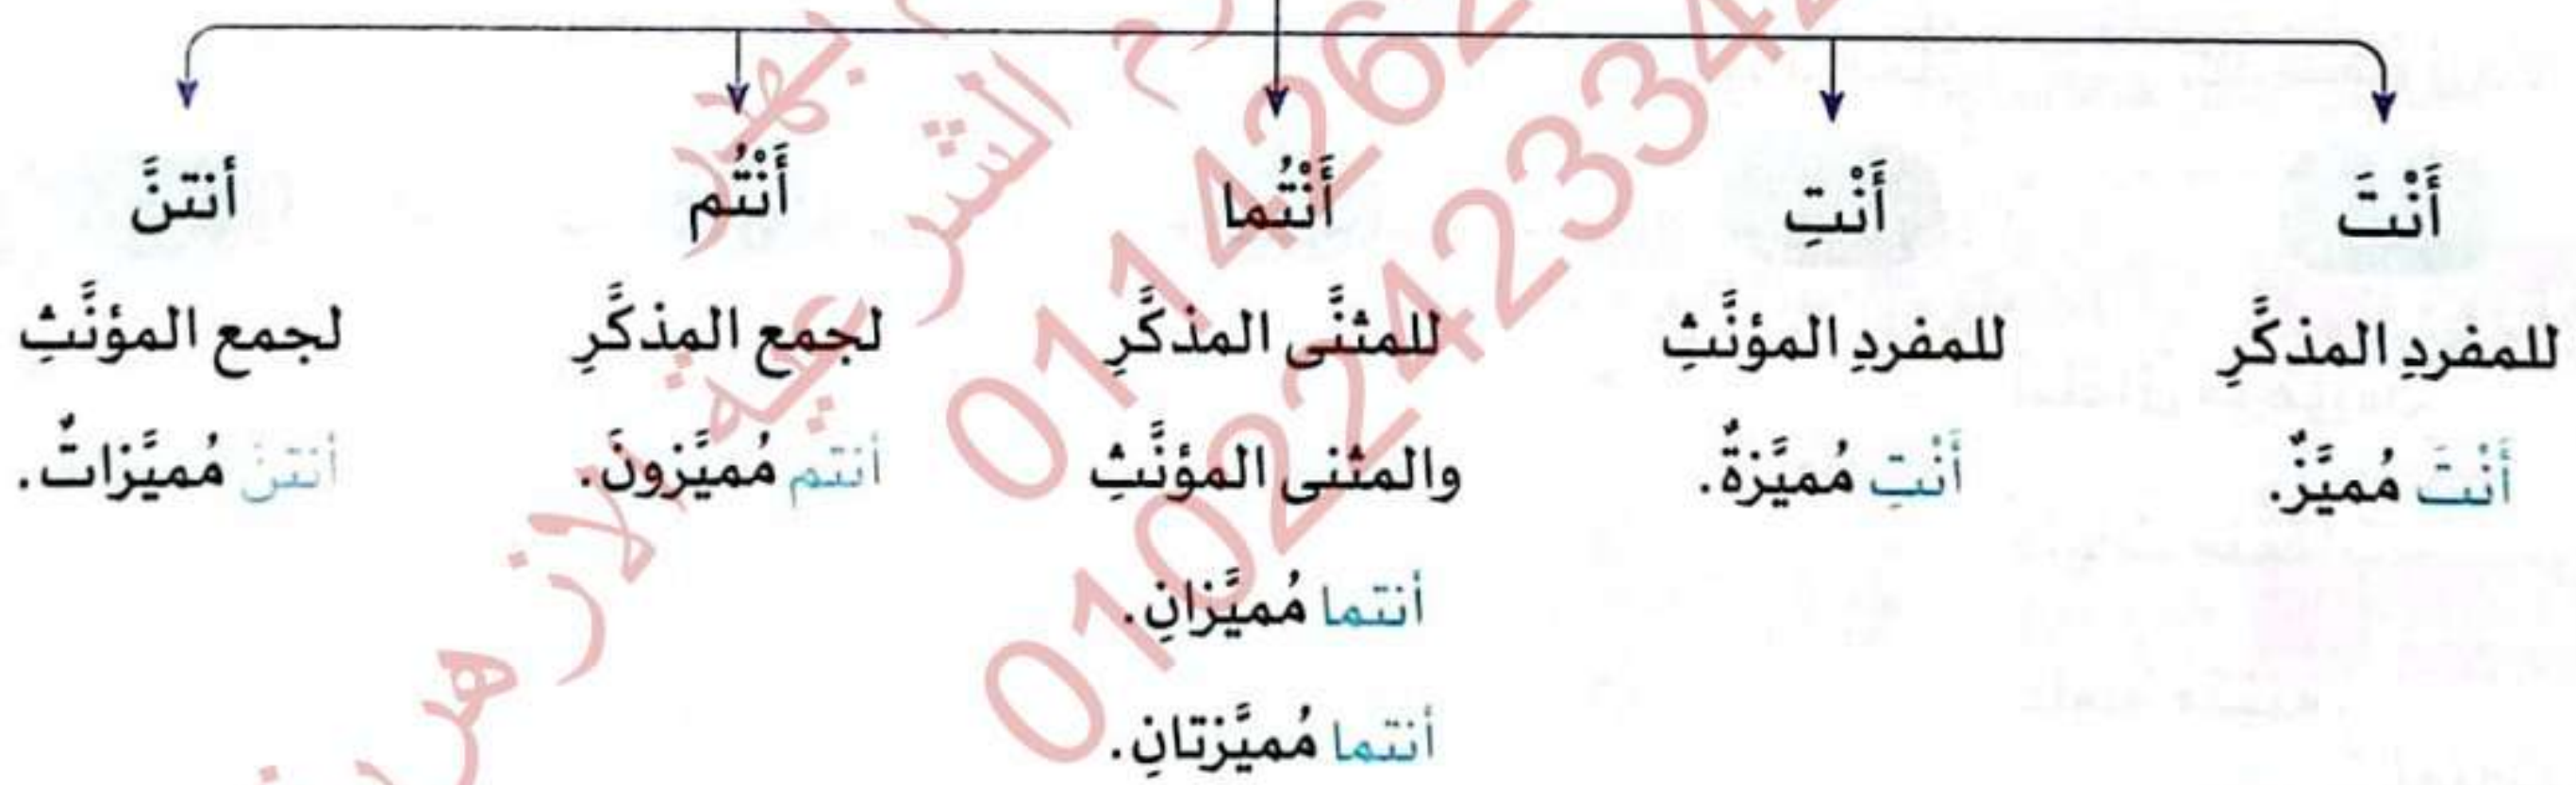 أَنْتَ
أَنْتِ
أَنْتُما
أَنْتُم
أنتنَّ
للمفردِ المذكَّرِ
للمفردِ المؤنَّثِ
للمثنَّى المذكَّرِ
لجمع المذكَّرِ
لجمع المؤنَّثِ
أَنْتَ مُميَّزٌ.
أَنْتِ مُميَّزةٌ.
والمثنى المؤنَّثِ
أنتم مُميَّزونَ.
أنتنَّ مُميَّزاتٌ.
أنتما مُميَّزانِ.
أنتما مُميَّزتانِ.